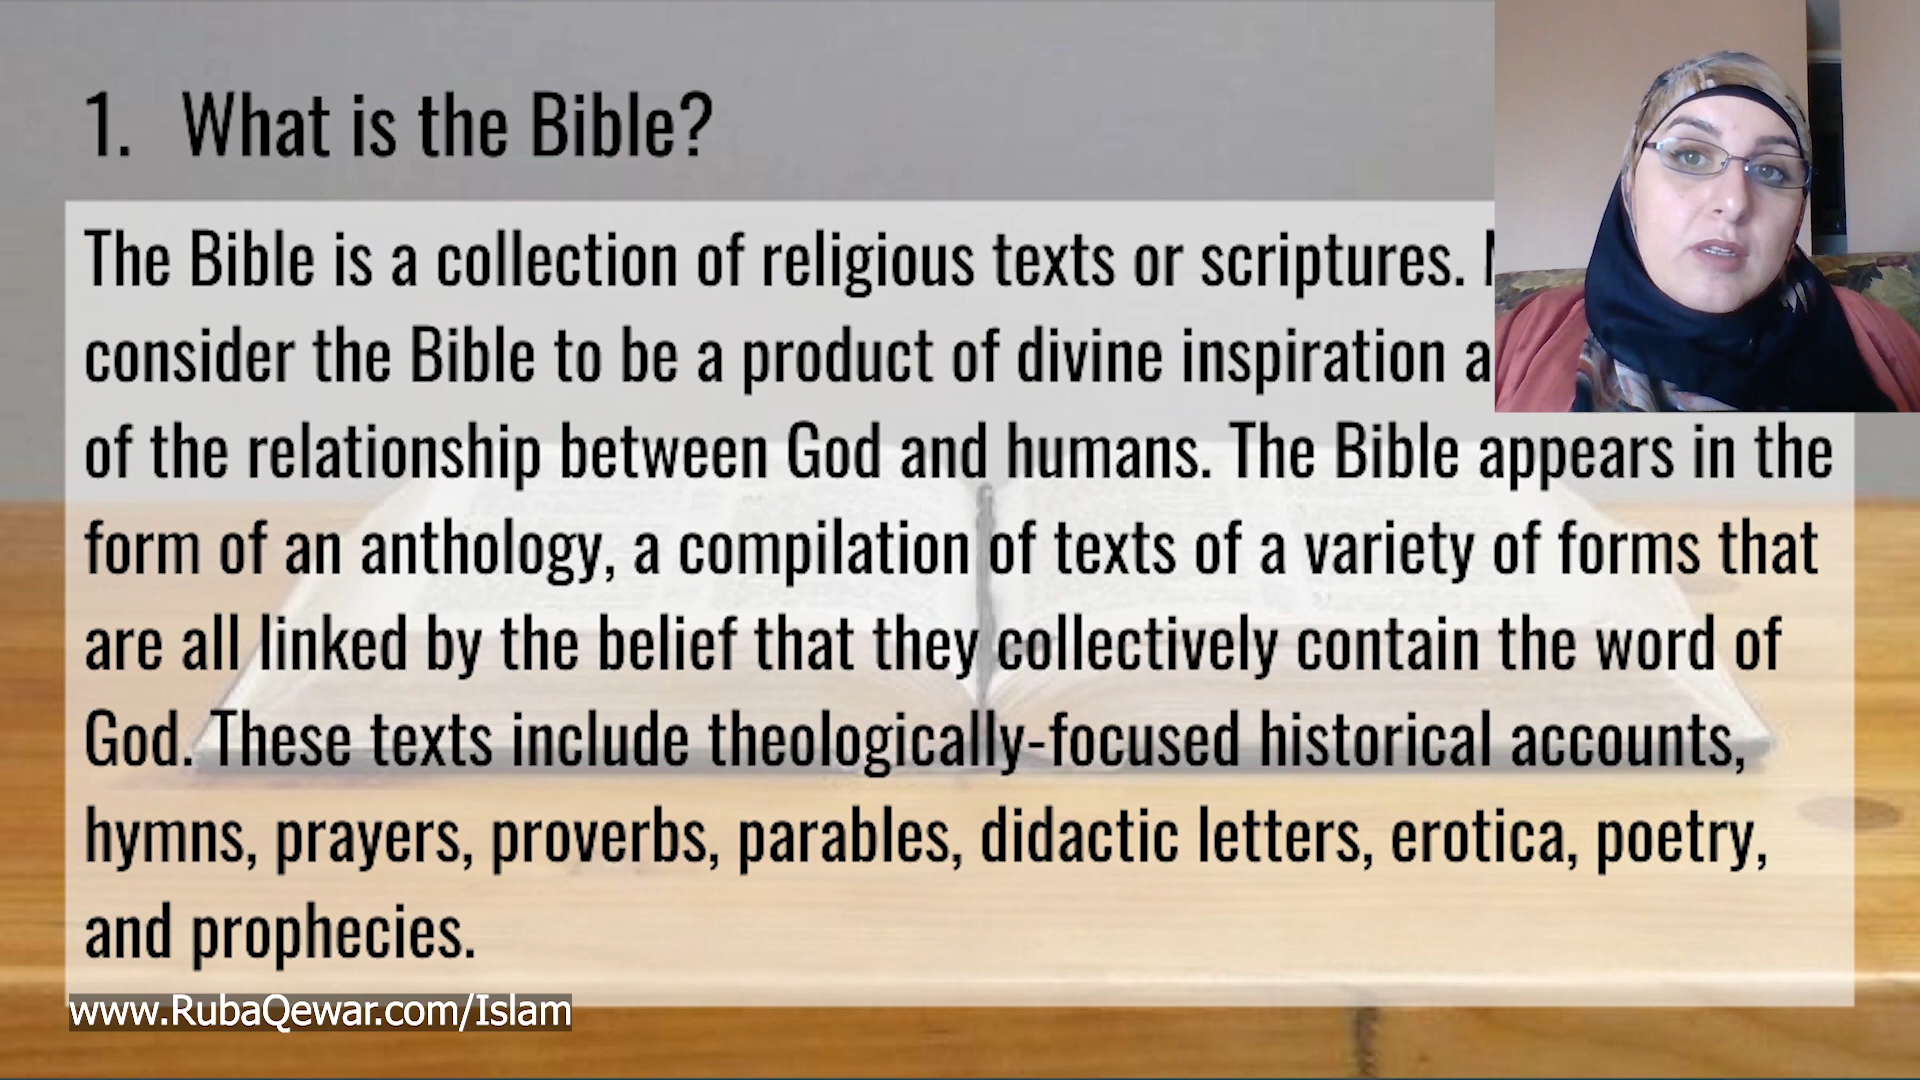 1. What is the Bible?
The Bible is a collection of religious texts or scriptures.
consider the Bible to be a product of divine inspiration
of the relationship between God and humans. The Bible appears in the
form of an anthology, a compilation of texts of a variety of forms that
are all linked by the belief that they collectively contain the word of
God. These texts include theologically-focused historical accounts,
hymns, prayers, proverbs, parables, didactic letters, erotica, poetry,
and prophecies.
www.RubaQewar.com/Islam